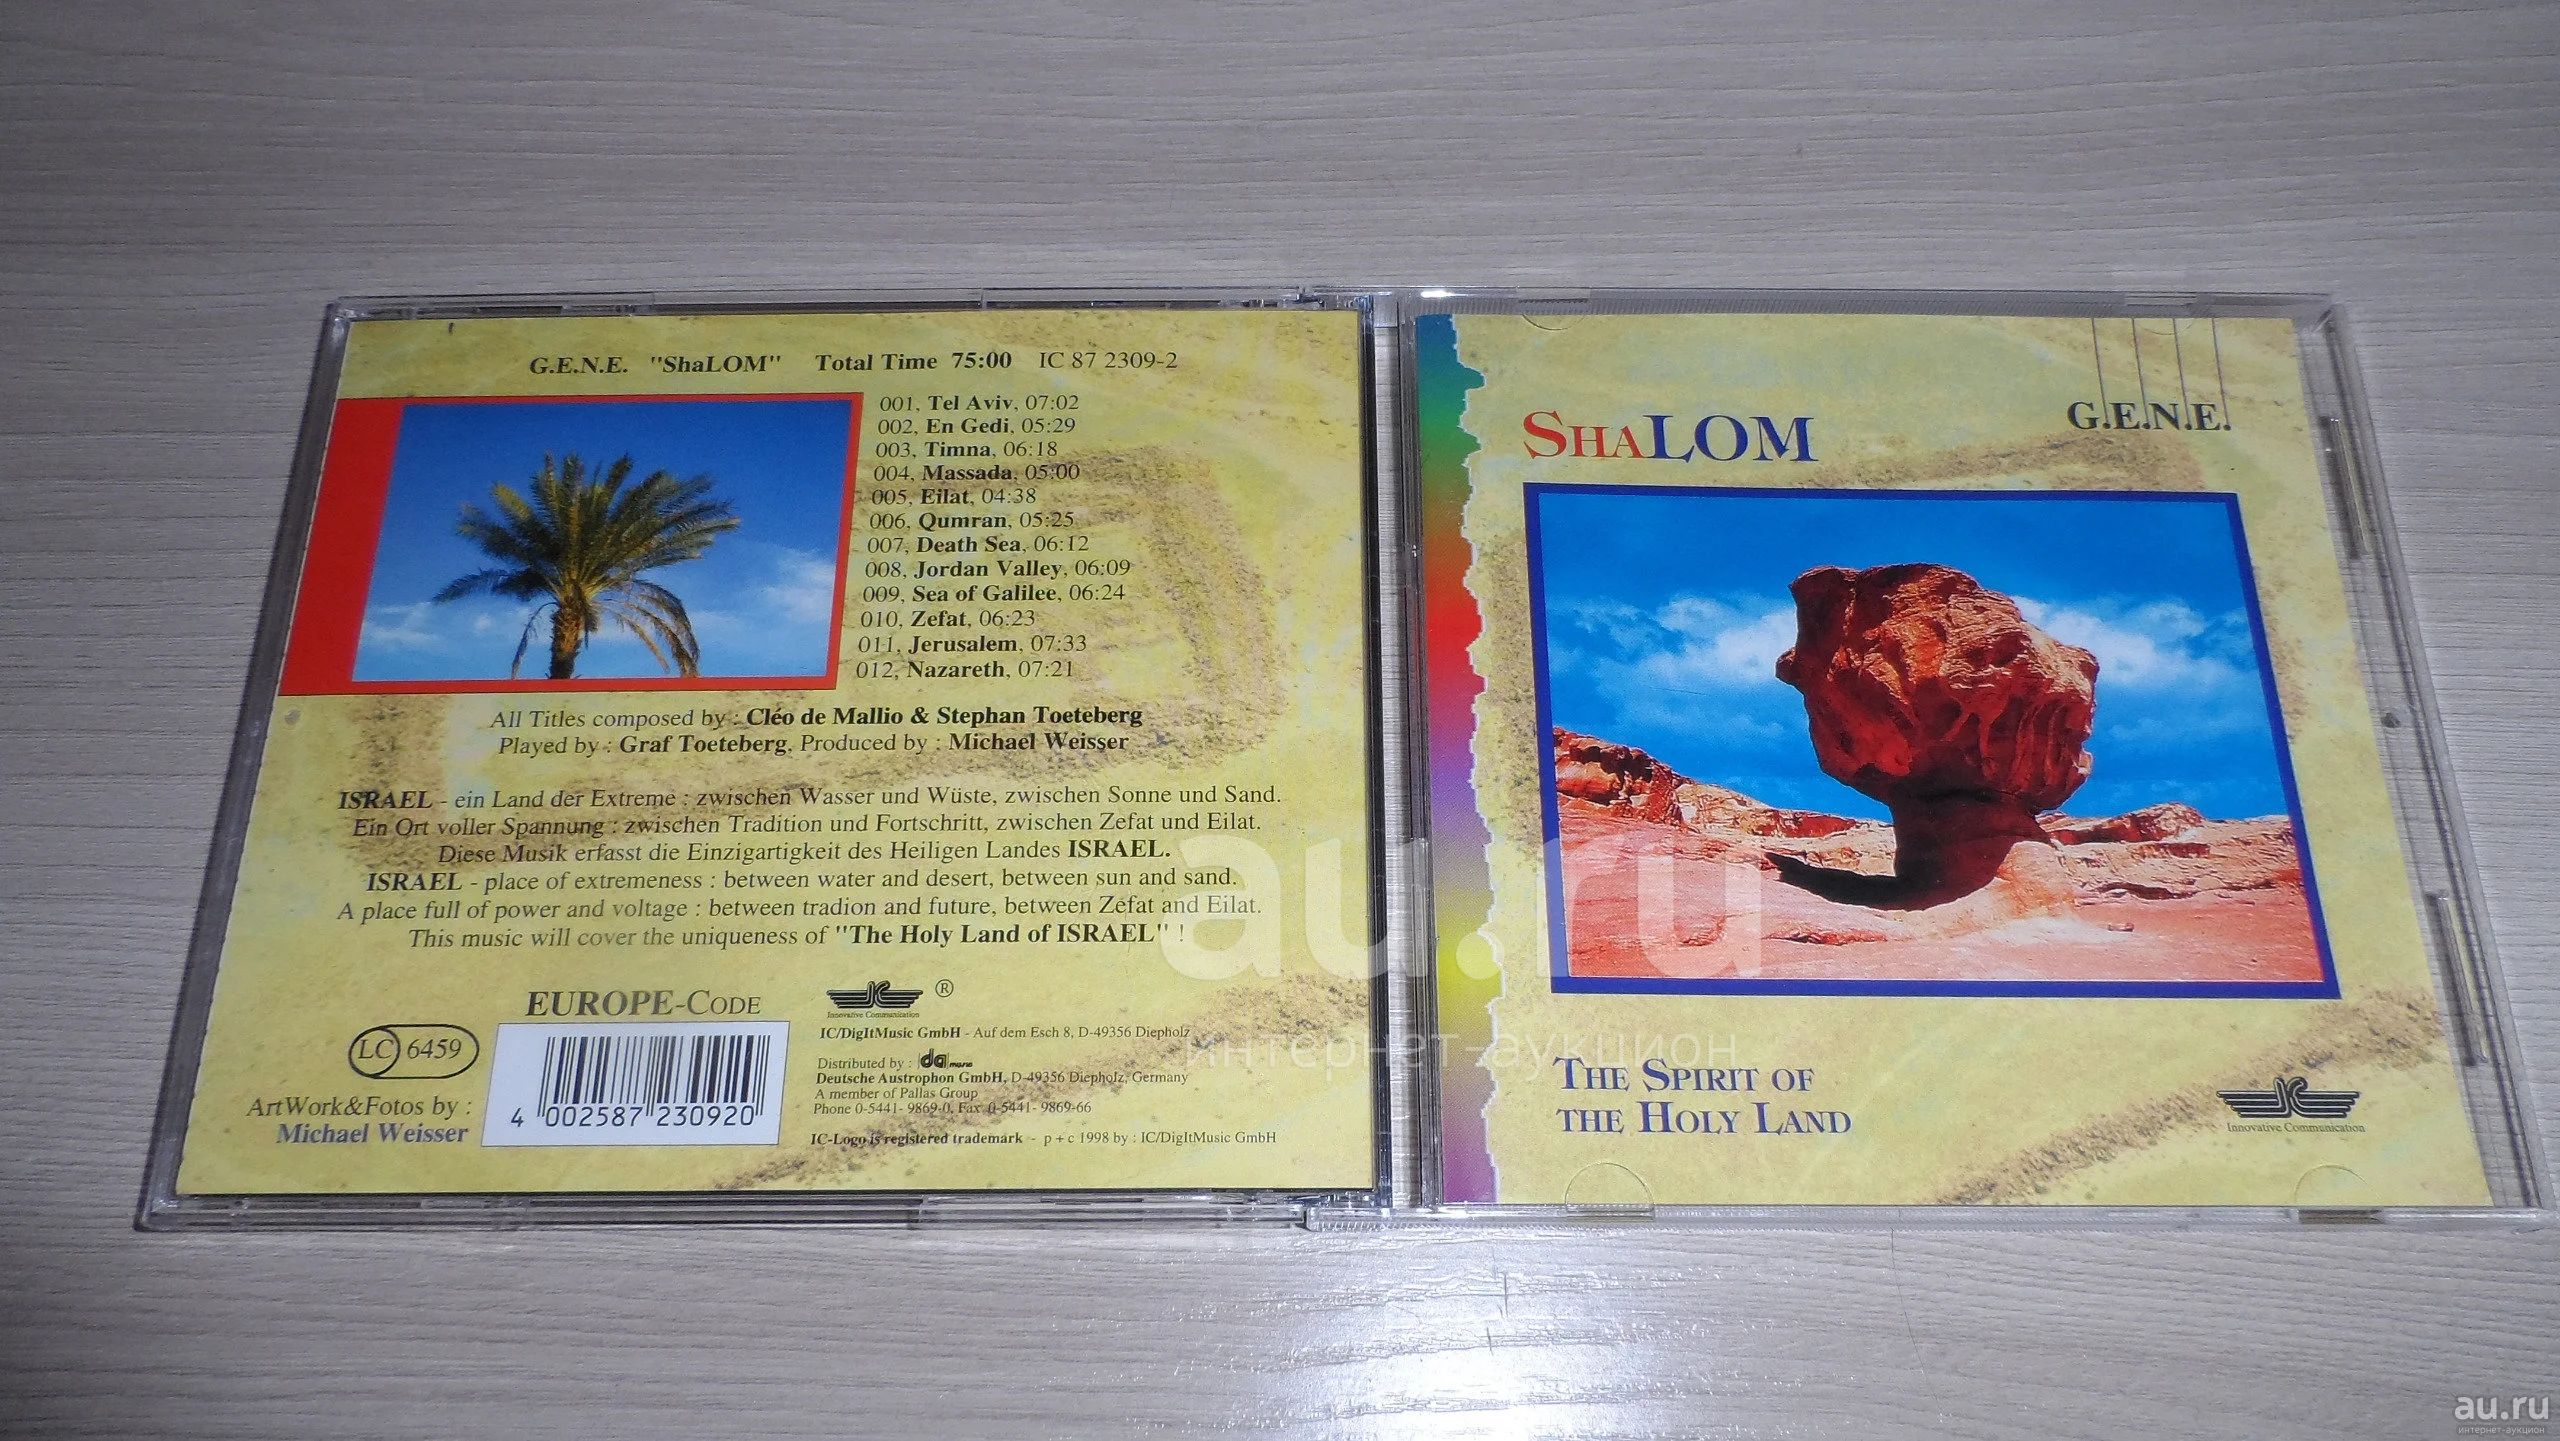 G.E.N.E. "ShaLOM" Total Time 75:00 IC 87 2309-2
001, Tel Aviv, 07:02
002, En Gedi, 05:29
003, Timna, 06:18
004, Massada, 05:00
005, Eilat, 04:38
006, Qumran, 05:25
007, Death Sea, 06:12
008, Jordan Valley, 06:09
009, Sea of Galilee, 06:24
010, Zefat, 06:23
011, Jerusalem, 07:33
012, Nazareth, 07:21
All Titles composed by : Cléo de Mallio & Stephan Toeteberg
Played by : Graf Toeteberg, Produced by : Michael Weisser
ISRAEL - ein Land der Extreme : zwischen Wasser und Wüste, zwischen Sonne und Sand.
Ein Ort voller Spannung : zwischen Tradition und Fortschritt, zwischen Zefat und Eilat.
Diese Musik erfasst die Einzigartigkeit des Heiligen Landes ISRAEL.
ISRAEL - place of extremeness : between water and desert, between sun and sand.
A place full of power and voltage : between tradion and future, between Zefat and Eilat.
This music will cover the uniqueness of "The Holy Land of ISRAEL" !
EUROPE-CODE
LC 6459
4 002587 230920
ArtWork&Fotos by :
Michael Weisser
IC ®
Innovative Communication
IC/DigItMusic GmbH - Auf dem Esch 8, D-49356 Diepholz
Distributed by : da music
Deutsche Austrophon GmbH, D-49356 Diepholz, Germany
A member of Pallas Group
Phone 0-5441- 9869-0, Fax 0-5441- 9869-66
IC-Logo is registered trademark - p + c 1998 by : IC/DigItMusic GmbH
SHALOM
G.E.N.E.
THE SPIRIT OF
THE HOLY LAND
IC
Innovative Communication
au.ru
интернет-аукцион
au.ru
интернет-аукцион